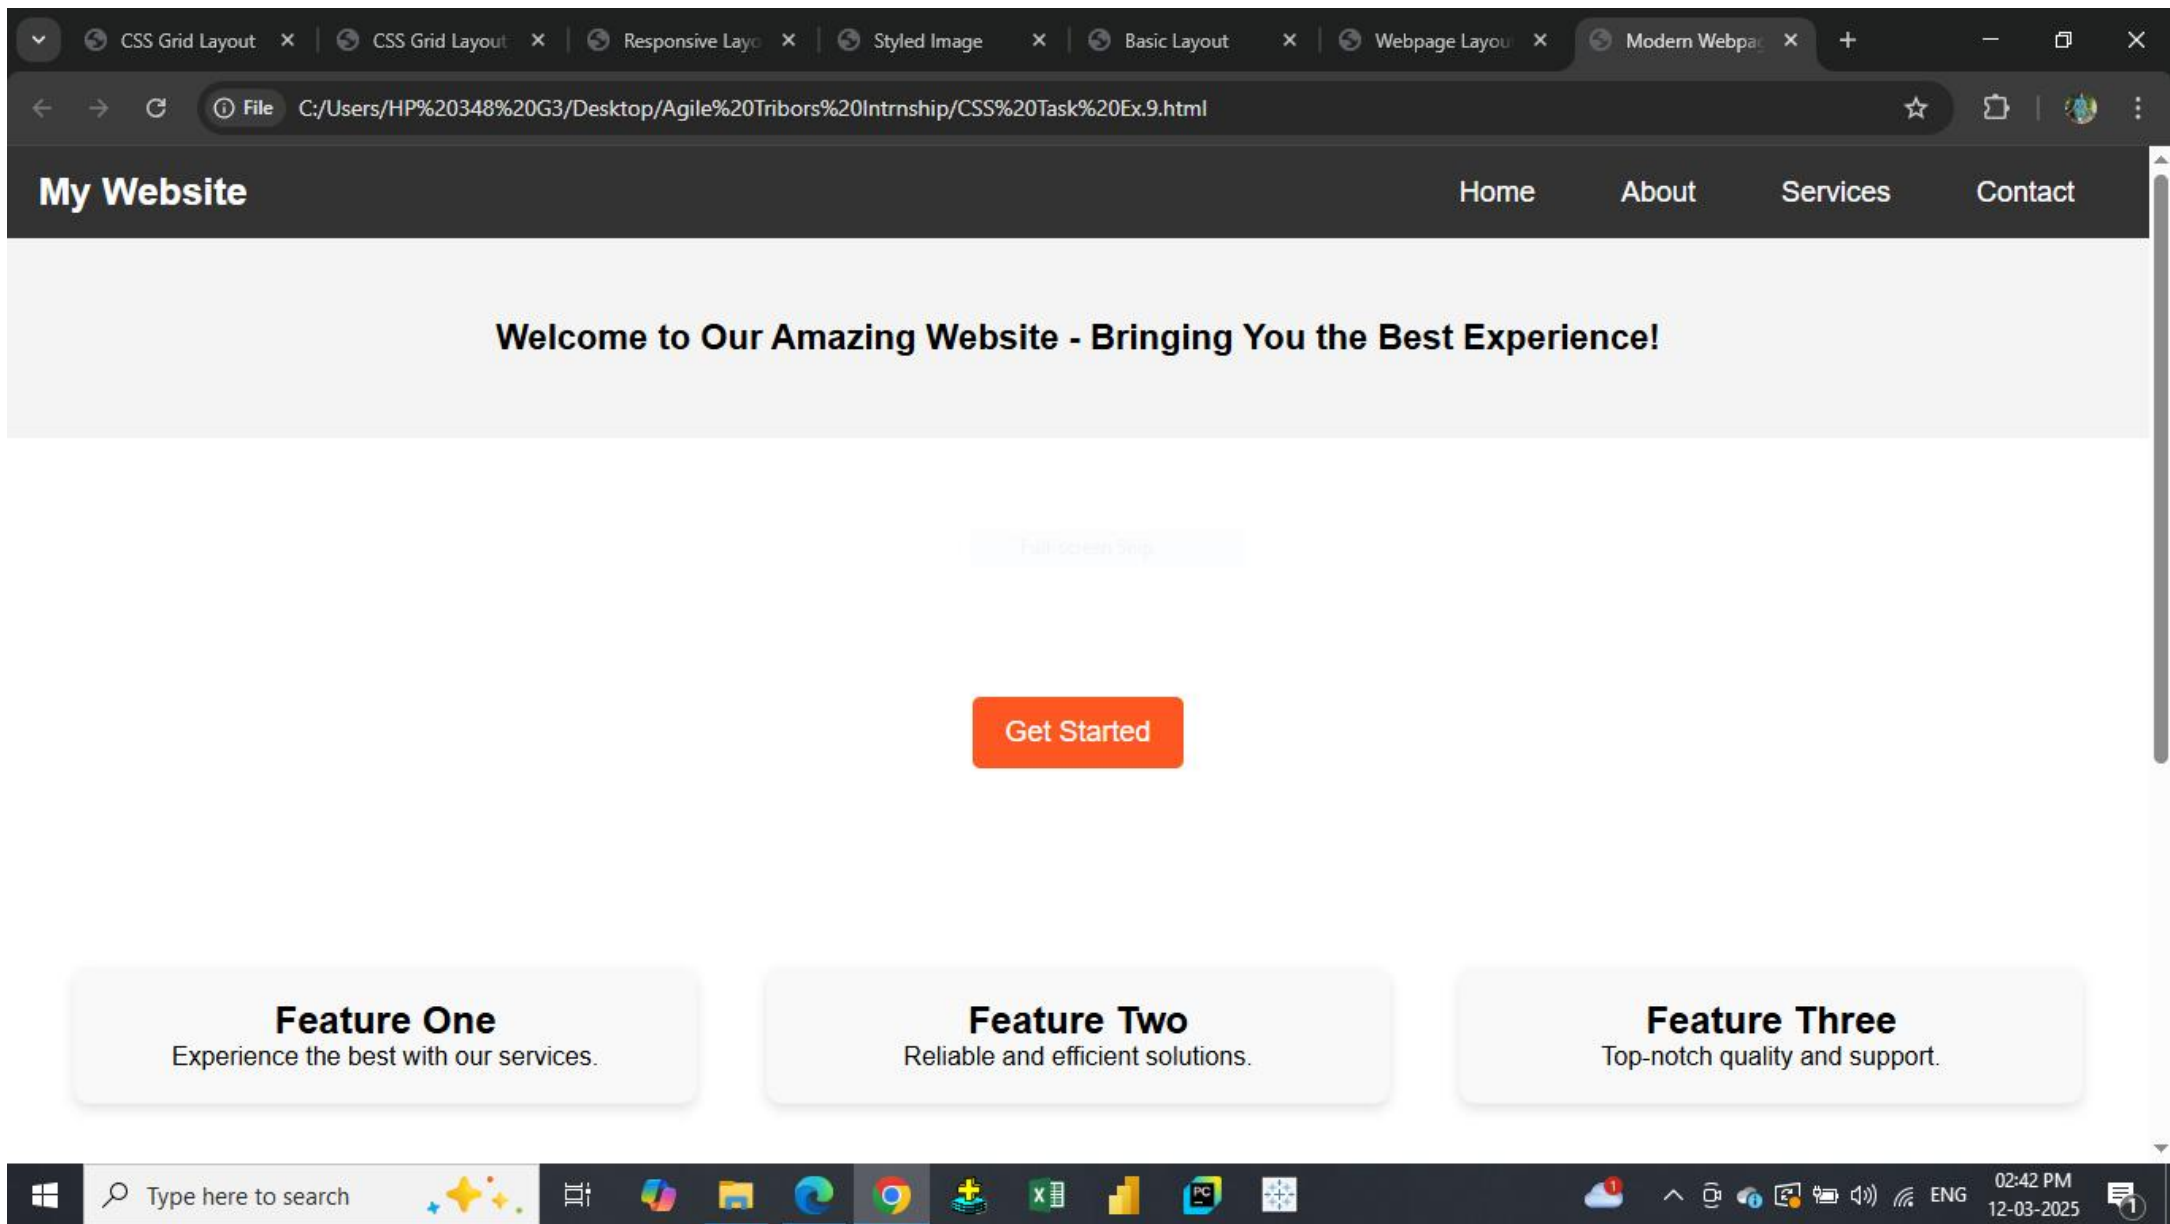 CSS Grid Layout
CSS Grid Layout
Responsive Layo
Styled Image
Basic Layout
Webpage Layou
Modern Webpa
File C:/Users/HP%20348%20G3/Desktop/Agile%20Tribors%20Intrnship/CSS%20Task%20Ex.9.html
My Website
Home
About
Services
Contact
Welcome to Our Amazing Website - Bringing You the Best Experience!
Get Started
Feature One
Experience the best with our services.
Feature Two
Reliable and efficient solutions.
Feature Three
Top-notch quality and support.
Type here to search
PC
1
ENG
02:42 PM
12-03-2025
1